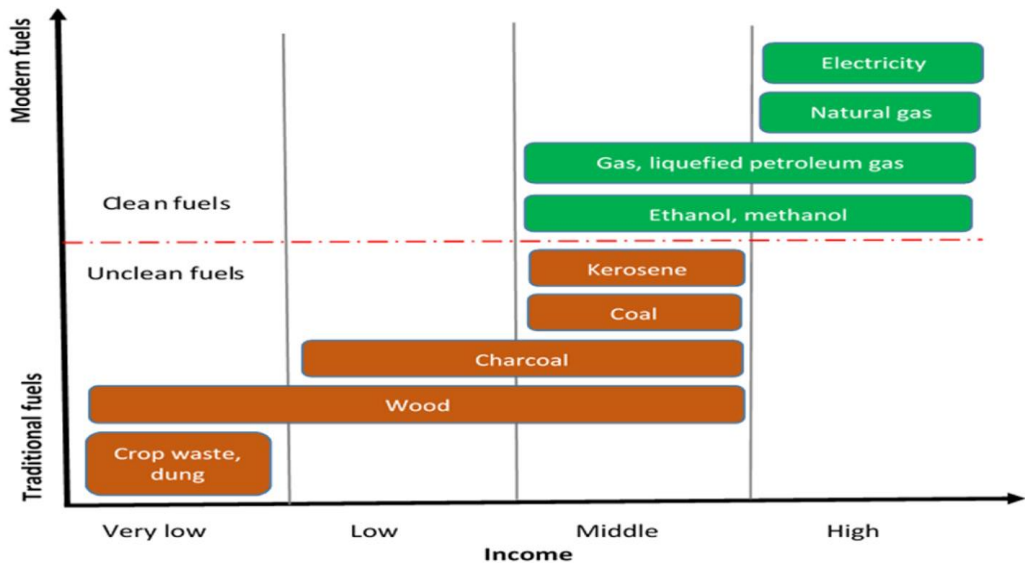 Modern fuels
Traditional fuels
Electricity
Natural gas
Gas, liquefied petroleum gas
Ethanol, methanol
Clean fuels
Unclean fuels
Kerosene
Coal
Charcoal
Wood
Crop waste,
dung
Very low
Low
Middle
High
Income